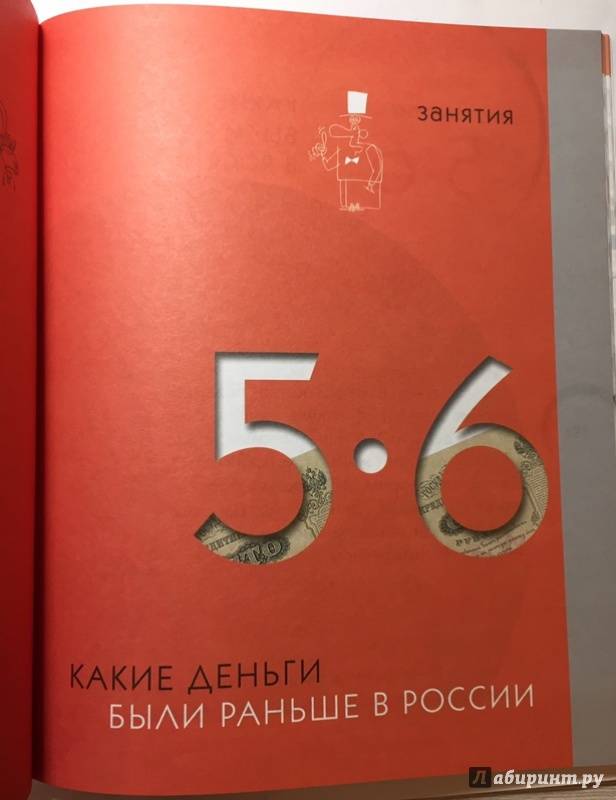 занятия
5·6
КАКИЕ ДЕНЬГИ
БЫЛИ РАНЬШЕ В РОССИИ
Лабиринт.ру